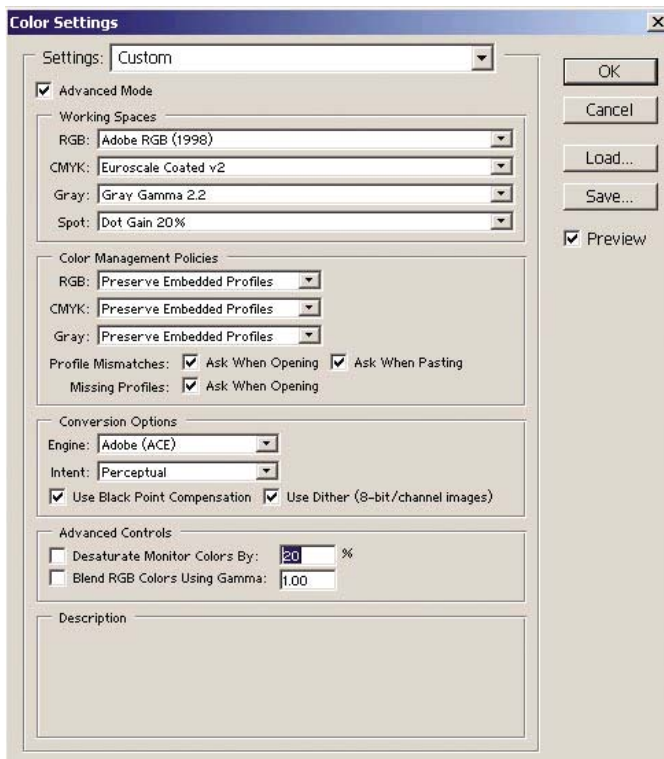 Color Settings
Settings: Custom
OK
Advanced Mode
Cancel
Working Spaces
RGB: Adobe RGB (1998)
CMYK: Euroscale Coated v2
Load...
Gray: Gray Gamma 2.2
Save...
Spot: Dot Gain 20%
Preview
Color Management Policies
RGB: Preserve Embedded Profiles
CMYK: Preserve Embedded Profiles
Gray: Preserve Embedded Profiles
Profile Mismatches: Ask When Opening Ask When Pasting
Missing Profiles: Ask When Opening
Conversion Options
Engine: Adobe (ACE)
Intent: Perceptual
Use Black Point Compensation Use Dither (8-bit/channel images)
Advanced Controls
Desaturate Monitor Colors By: 20 %
Blend RGB Colors Using Gamma: 1.00
Description